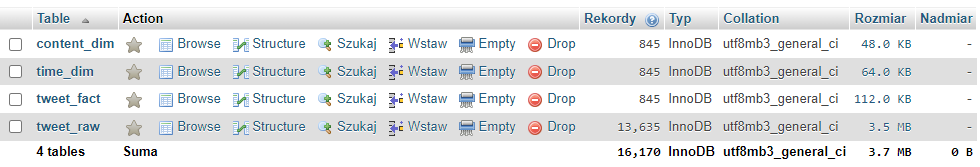 Table Action Rekordy Typ Collation Rozmiar Nadmiar
content_dim Browse Structure Szukaj Wstaw Empty Drop 845 InnoDB utf8mb3_general_ci 48.0 KB -
time_dim Browse Structure Szukaj Wstaw Empty Drop 845 InnoDB utf8mb3_general_ci 64.0 KB -
tweet_fact Browse Structure Szukaj Wstaw Empty Drop 845 InnoDB utf8mb3_general_ci 112.0 KB -
tweet_raw Browse Structure Szukaj Wstaw Empty Drop 13,635 InnoDB utf8mb3_general_ci 3.5 MB -
4 tables Suma 16,170 InnoDB utf8mb3_general_ci 3.7 MB 0 B